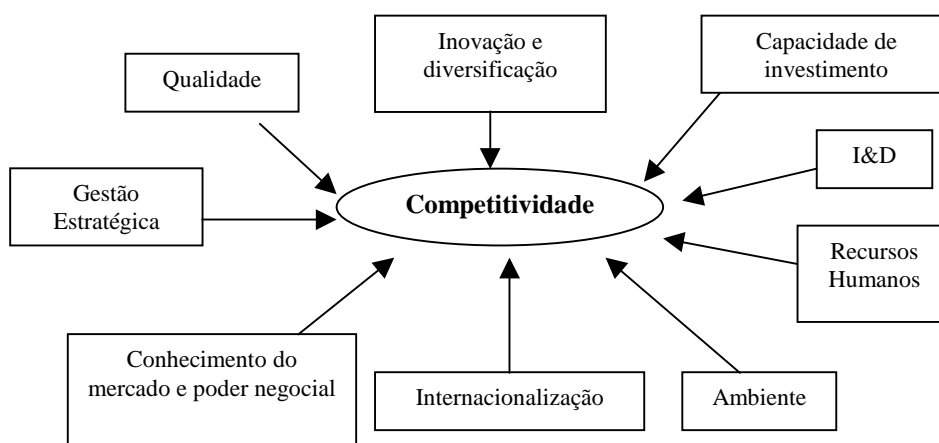 Inovação e
diversificação
Capacidade de
investimento
Qualidade
I&D
Gestão
Estratégica
Competitividade
Recursos
Humanos
Conhecimento do
mercado e poder negocial
Internacionalização
Ambiente